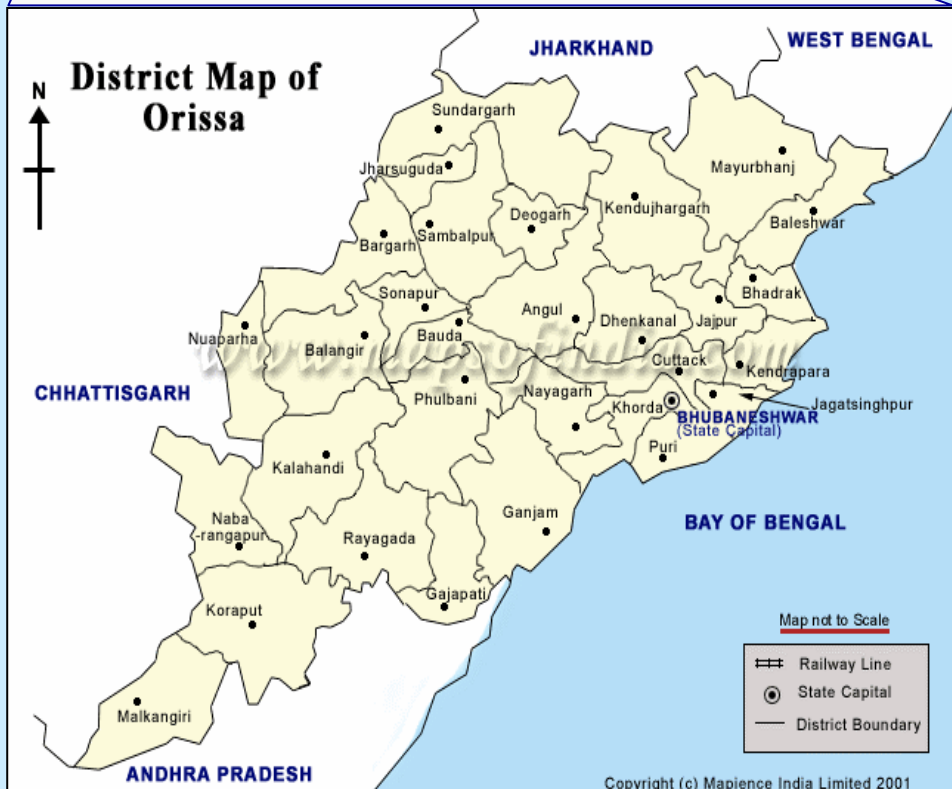 JHARKHAND
WEST BENGAL
District Map of
Orissa
N
Sundargarh
Jharsuguda
Mayurbhanj
Deogarh
Kendujhargarh
Sambalpur
Baleshwar
Bargarh
Sonapur
Bhadrak
Angul
Dhenkanal
Jajpur
Nuaparha
Balangir
Bauda
www.mapsofindia.com
Cuttack
Kendrapara
CHHATTISGARH
Phulbani
Nayagarh
Khorda
Jagatsinghpur
BHUBANESHWAR
(State Capital)
Puri
Kalahandi
Ganjam
BAY OF BENGAL
Naba
-rangapur
Rayagada
Gajapati
Koraput
Map not to Scale
Railway Line
State Capital
District Boundary
Malkangiri
ANDHRA PRADESH
Copyright (c) Mapience India Limited 2001